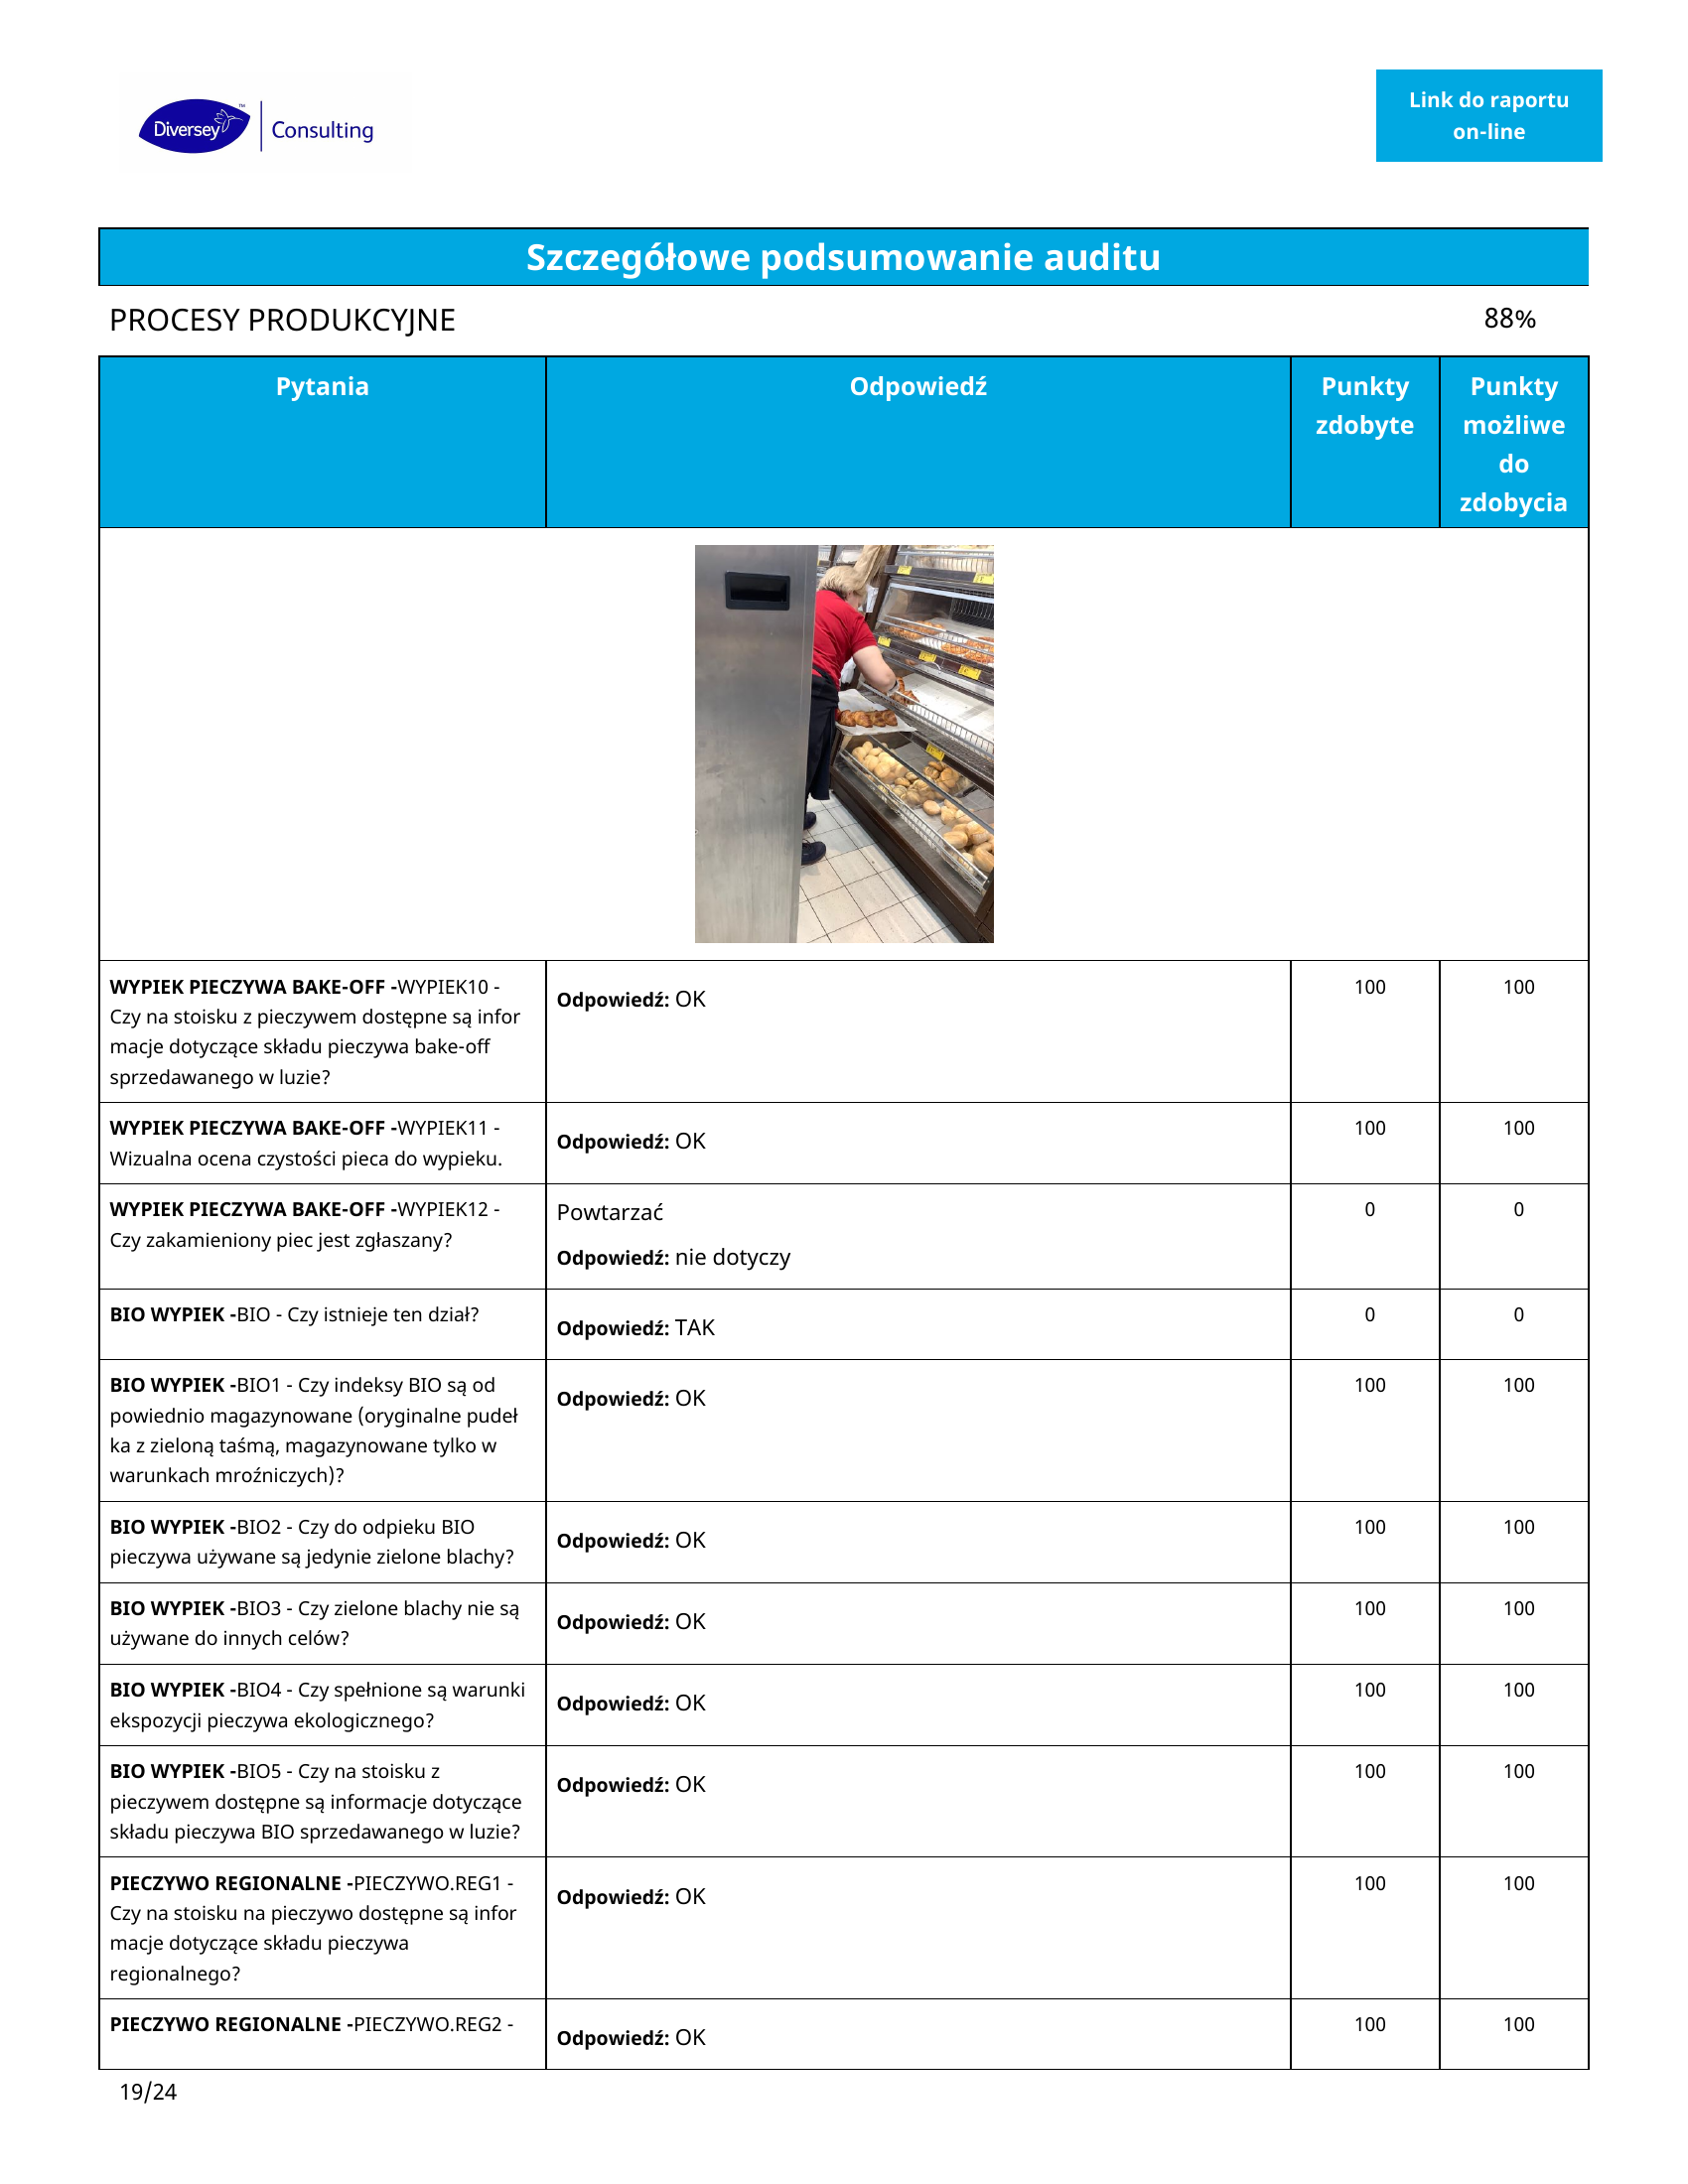 Diversey
Consulting
Link do raportu
on-line
Szczegółowe podsumowanie auditu
PROCESY PRODUKCYJNE 88%
Pytania Odpowiedź Punkty zdobyte Punkty możliwe do zdobycia
WYPIEK PIECZYWA BAKE-OFF -WYPIEK10 -
Czy na stoisku z pieczywem dostępne są infor
macje dotyczące składu pieczywa bake-off
sprzedawanego w luzie?
Odpowiedź: OK 100 100
WYPIEK PIECZYWA BAKE-OFF -WYPIEK11 -
Wizualna ocena czystości pieca do wypieku.
Odpowiedź: OK 100 100
WYPIEK PIECZYWA BAKE-OFF -WYPIEK12 -
Czy zakamieniony piec jest zgłaszany?
Powtarzać
Odpowiedź: nie dotyczy 0 0
BIO WYPIEK -BIO - Czy istnieje ten dział?
Odpowiedź: TAK 0 0
BIO WYPIEK -BIO1 - Czy indeksy BIO są od
powiednio magazynowane (oryginalne pudeł
ka z zieloną taśmą, magazynowane tylko w
warunkach mroźniczych)?
Odpowiedź: OK 100 100
BIO WYPIEK -BIO2 - Czy do odpieku BIO
pieczywa używane są jedynie zielone blachy?
Odpowiedź: OK 100 100
BIO WYPIEK -BIO3 - Czy zielone blachy nie są
używane do innych celów?
Odpowiedź: OK 100 100
BIO WYPIEK -BIO4 - Czy spełnione są warunki
ekspozycji pieczywa ekologicznego?
Odpowiedź: OK 100 100
BIO WYPIEK -BIO5 - Czy na stoisku z
pieczywem dostępne są informacje dotyczące
składu pieczywa BIO sprzedawanego w luzie?
Odpowiedź: OK 100 100
PIECZYWO REGIONALNE -PIECZYWO.REG1 -
Czy na stoisku na pieczywo dostępne są infor
macje dotyczące składu pieczywa
regionalnego?
Odpowiedź: OK 100 100
PIECZYWO REGIONALNE -PIECZYWO.REG2 -
Odpowiedź: OK 100 100
19/24